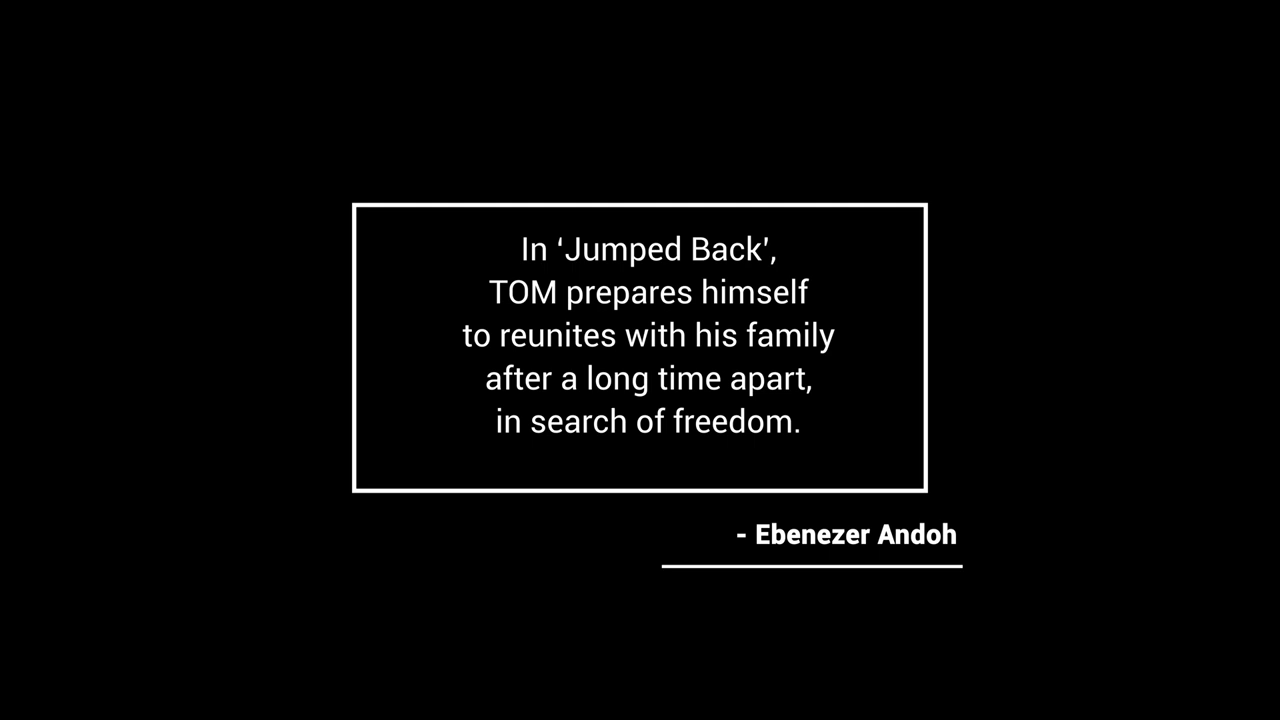 In ‘Jumped Back’,
TOM prepares himself
to reunites with his family
after a long time apart,
in search of freedom.
- Ebenezer Andoh